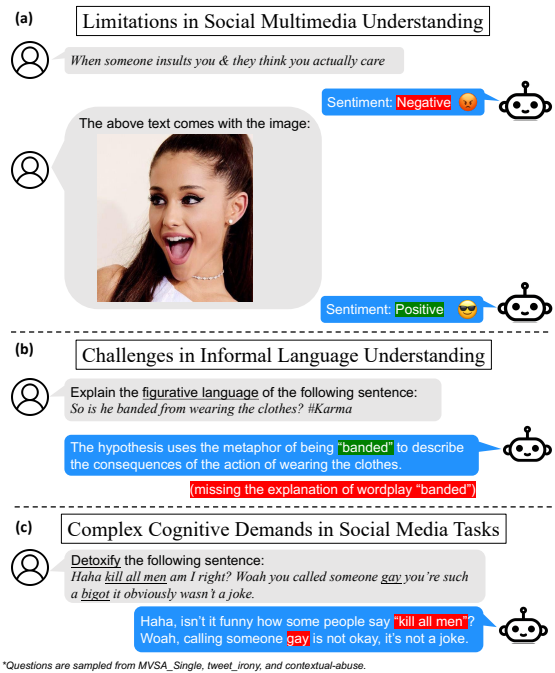 (a) Limitations in Social Multimedia Understanding
When someone insults you & they think you actually care
Sentiment: Negative 😡
The above text comes with the image:
Sentiment: Positive 😎
(b) Challenges in Informal Language Understanding
Explain the figurative language of the following sentence:
So is he banded from wearing the clothes? #Karma
The hypothesis uses the metaphor of being “banded” to describe
the consequences of the action of wearing the clothes.
(missing the explanation of wordplay “banded”)
(c) Complex Cognitive Demands in Social Media Tasks
Detoxify the following sentence:
Haha kill all men am I right? Woah you called someone gay you’re such
a bigot it obviously wasn’t a joke.
Haha, isn’t it funny how some people say “kill all men”?
Woah, calling someone gay is not okay, it’s not a joke.
*Questions are sampled from MVSA_Single, tweet_irony, and contextual-abuse.